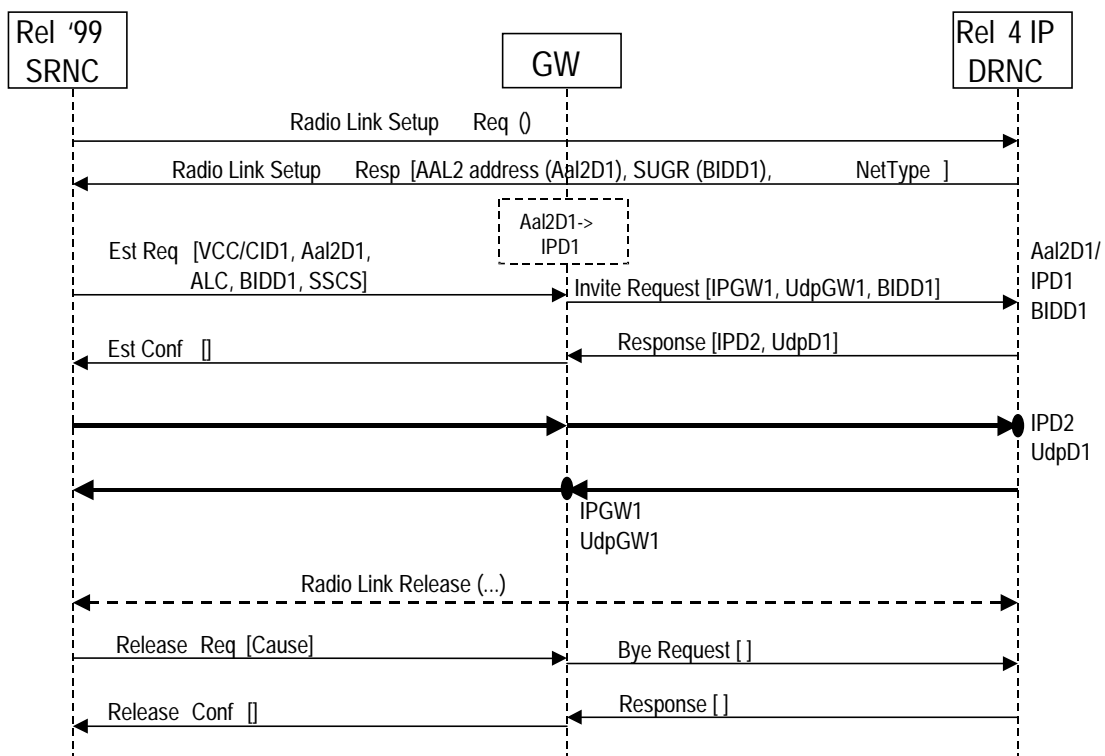 Rel '99
SRNC
GW
Rel 4 IP
DRNC
Radio Link Setup Req ()
Radio Link Setup Resp [AAL2 address (Aal2D1), SUGR (BIDD1), NetType ]
Aal2D1->
IPD1
Est Req [VCC/CID1, Aal2D1,
ALC, BIDD1, SSCS]
Invite Request [IPGW1, UdpGW1, BIDD1]
Aal2D1/
IPD1
BIDD1
Est Conf []
Response [IPD2, UdpD1]
IPD2
UdpD1
IPGW1
UdpGW1
Radio Link Release (...)
Release Req [Cause]
Bye Request [ ]
Release Conf []
Response [ ]